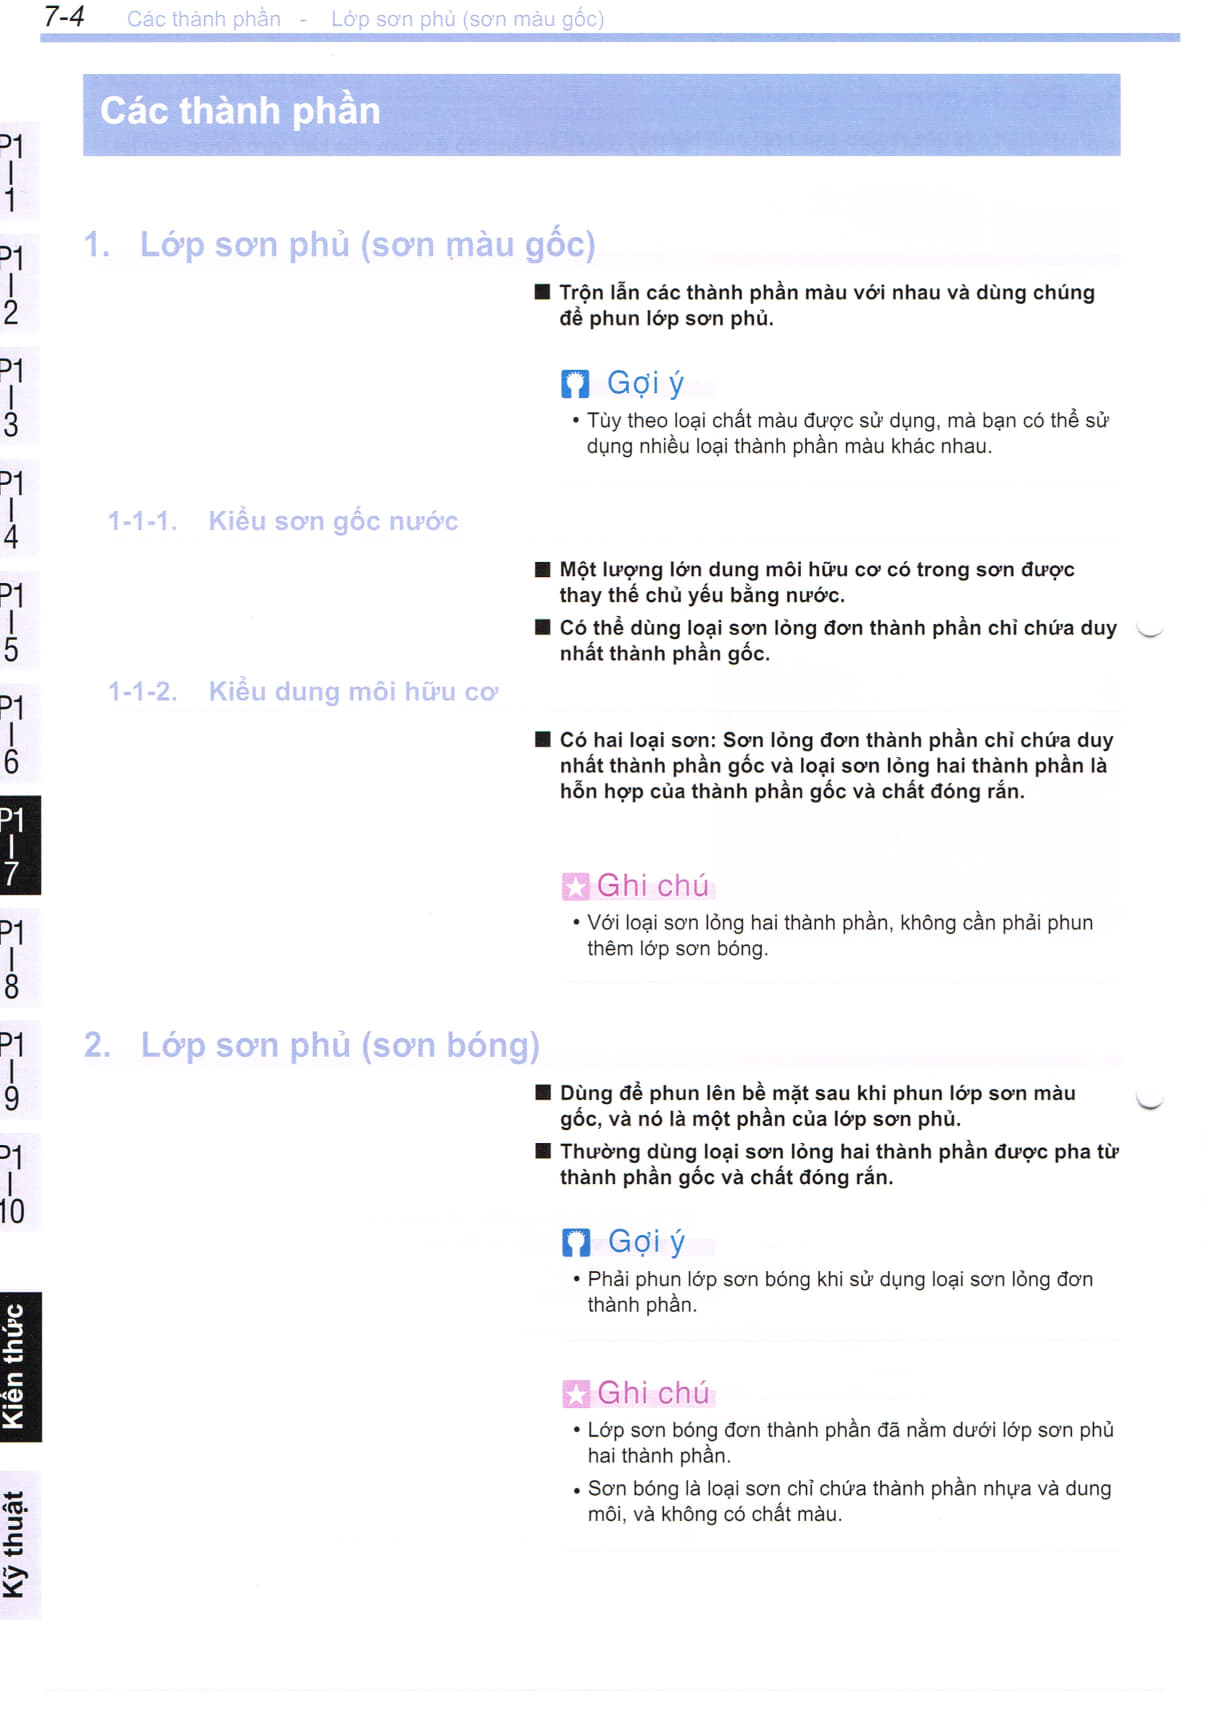 7-4 Các thành phần - Lớp sơn phủ (sơn màu gốc)
Các thành phần
1. Lớp sơn phủ (sơn màu gốc)
■ Trộn lẫn các thành phần màu với nhau và dùng chúng
để phun lớp sơn phủ.
Gợi ý
• Tùy theo loại chất màu được sử dụng, mà bạn có thể sử
dụng nhiều loại thành phần màu khác nhau.
1-1-1. Kiểu sơn gốc nước
■ Một lượng lớn dung môi hữu cơ có trong sơn được
thay thế chủ yếu bằng nước.
■ Có thể dùng loại sơn lỏng đơn thành phần chỉ chứa duy
nhất thành phần gốc.
1-1-2. Kiểu dung môi hữu cơ
■ Có hai loại sơn: Sơn lỏng đơn thành phần chỉ chứa duy
nhất thành phần gốc và loại sơn lỏng hai thành phần là
hỗn hợp của thành phần gốc và chất đóng rắn.
Ghi chú
• Với loại sơn lỏng hai thành phần, không cần phải phun
thêm lớp sơn bóng.
2. Lớp sơn phủ (sơn bóng)
■ Dùng để phun lên bề mặt sau khi phun lớp sơn màu
gốc, và nó là một phần của lớp sơn phủ.
■ Thường dùng loại sơn lỏng hai thành phần được pha từ
thành phần gốc và chất đóng rắn.
Gợi ý
• Phải phun lớp sơn bóng khi sử dụng loại sơn lỏng đơn
thành phần.
Ghi chú
• Lớp sơn bóng đơn thành phần đã nằm dưới lớp sơn phủ
hai thành phần.
• Sơn bóng là loại sơn chỉ chứa thành phần nhựa và dung
môi, và không có chất màu.
P1
1
P1
2
P1
3
P1
4
P1
5
P1
6
P1
7
P1
8
P1
9
P1
10
Kiến thức
Kỹ thuật